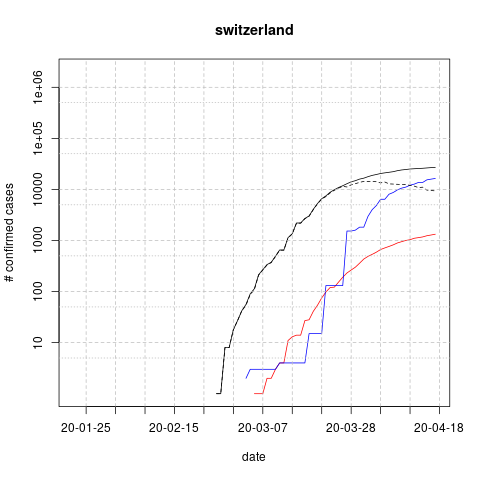 switzerland
# confirmed cases
1e+06
1e+05
10000
1000
100
10
20-01-25
20-02-15
20-03-07
20-03-28
20-04-18
date